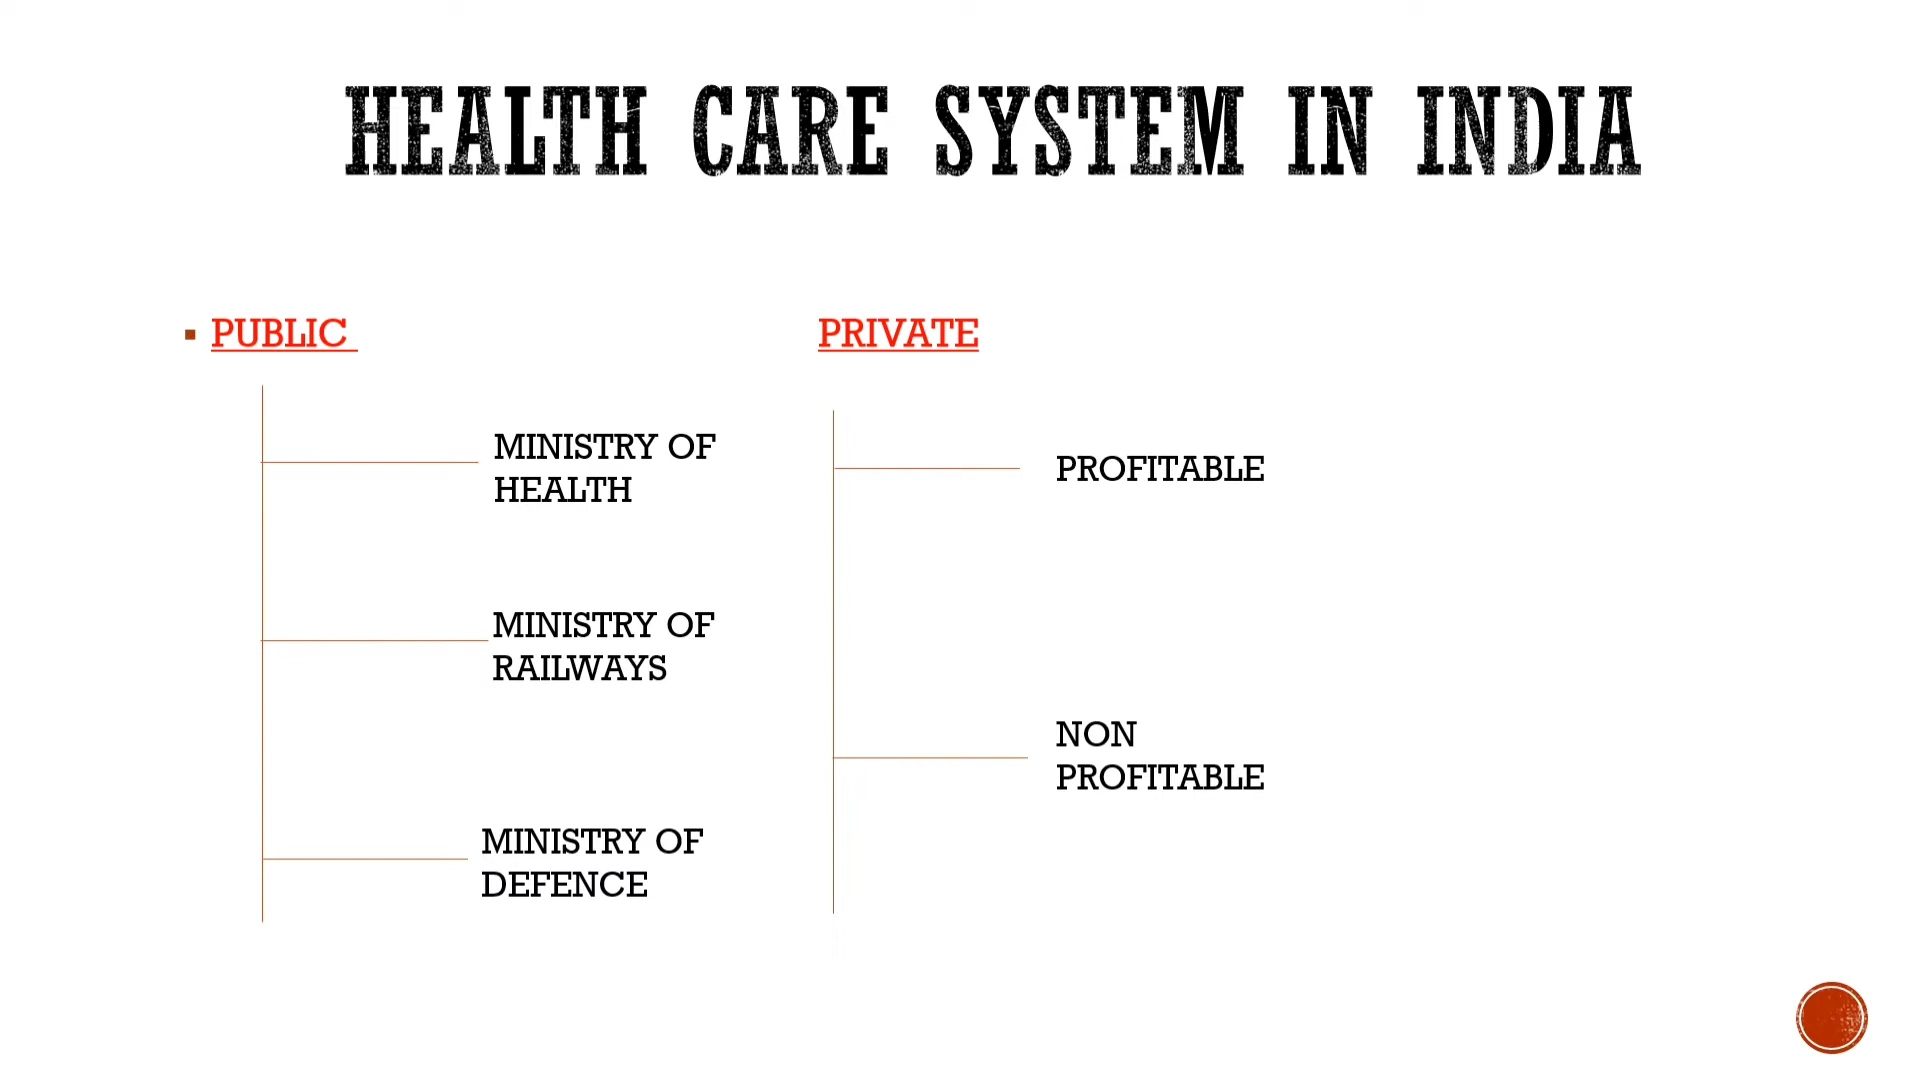 HEALTH CARE SYSTEM IN INDIA
PUBLIC
MINISTRY OF
HEALTH
MINISTRY OF
RAILWAYS
MINISTRY OF
DEFENCE
PRIVATE
PROFITABLE
NON
PROFITABLE